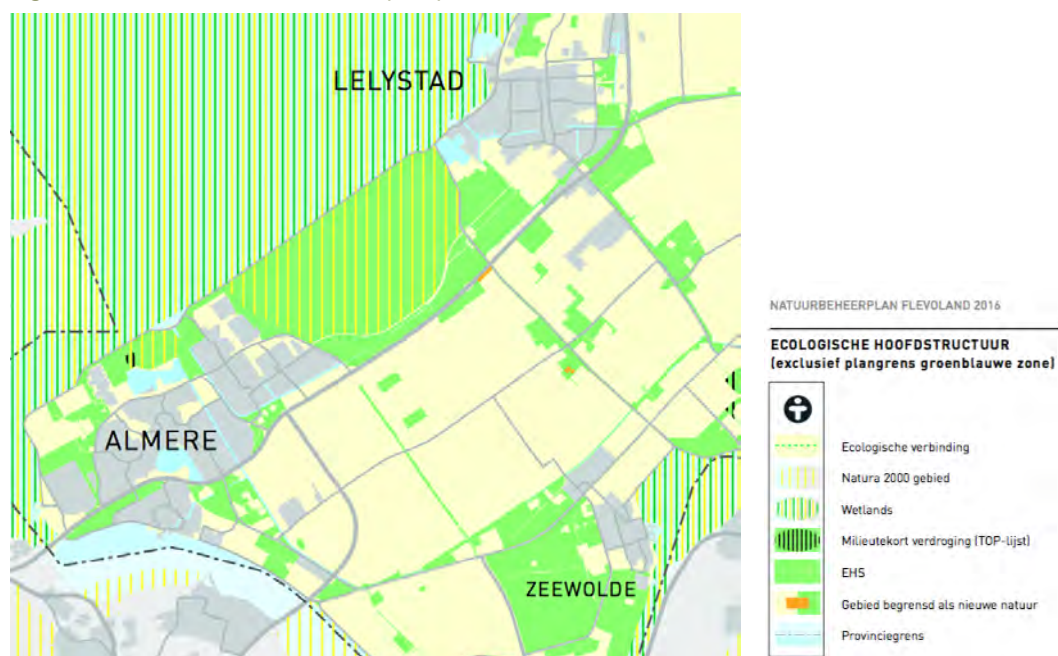 LELYSTAD
ALMERE
ZEEWOLDE
NATUURBEHEERPLAN FLEVOLAND 2016
ECOLOGISCHE HOOFDSTRUCTUUR
(exclusief plangrens groenblauwe zone)
Ecologische verbinding
Natura 2000 gebied
Wetlands
Milieutekort verdroging (TOP-lijst)
EHS
Gebied begrensd als nieuwe natuur
Provinciegrens